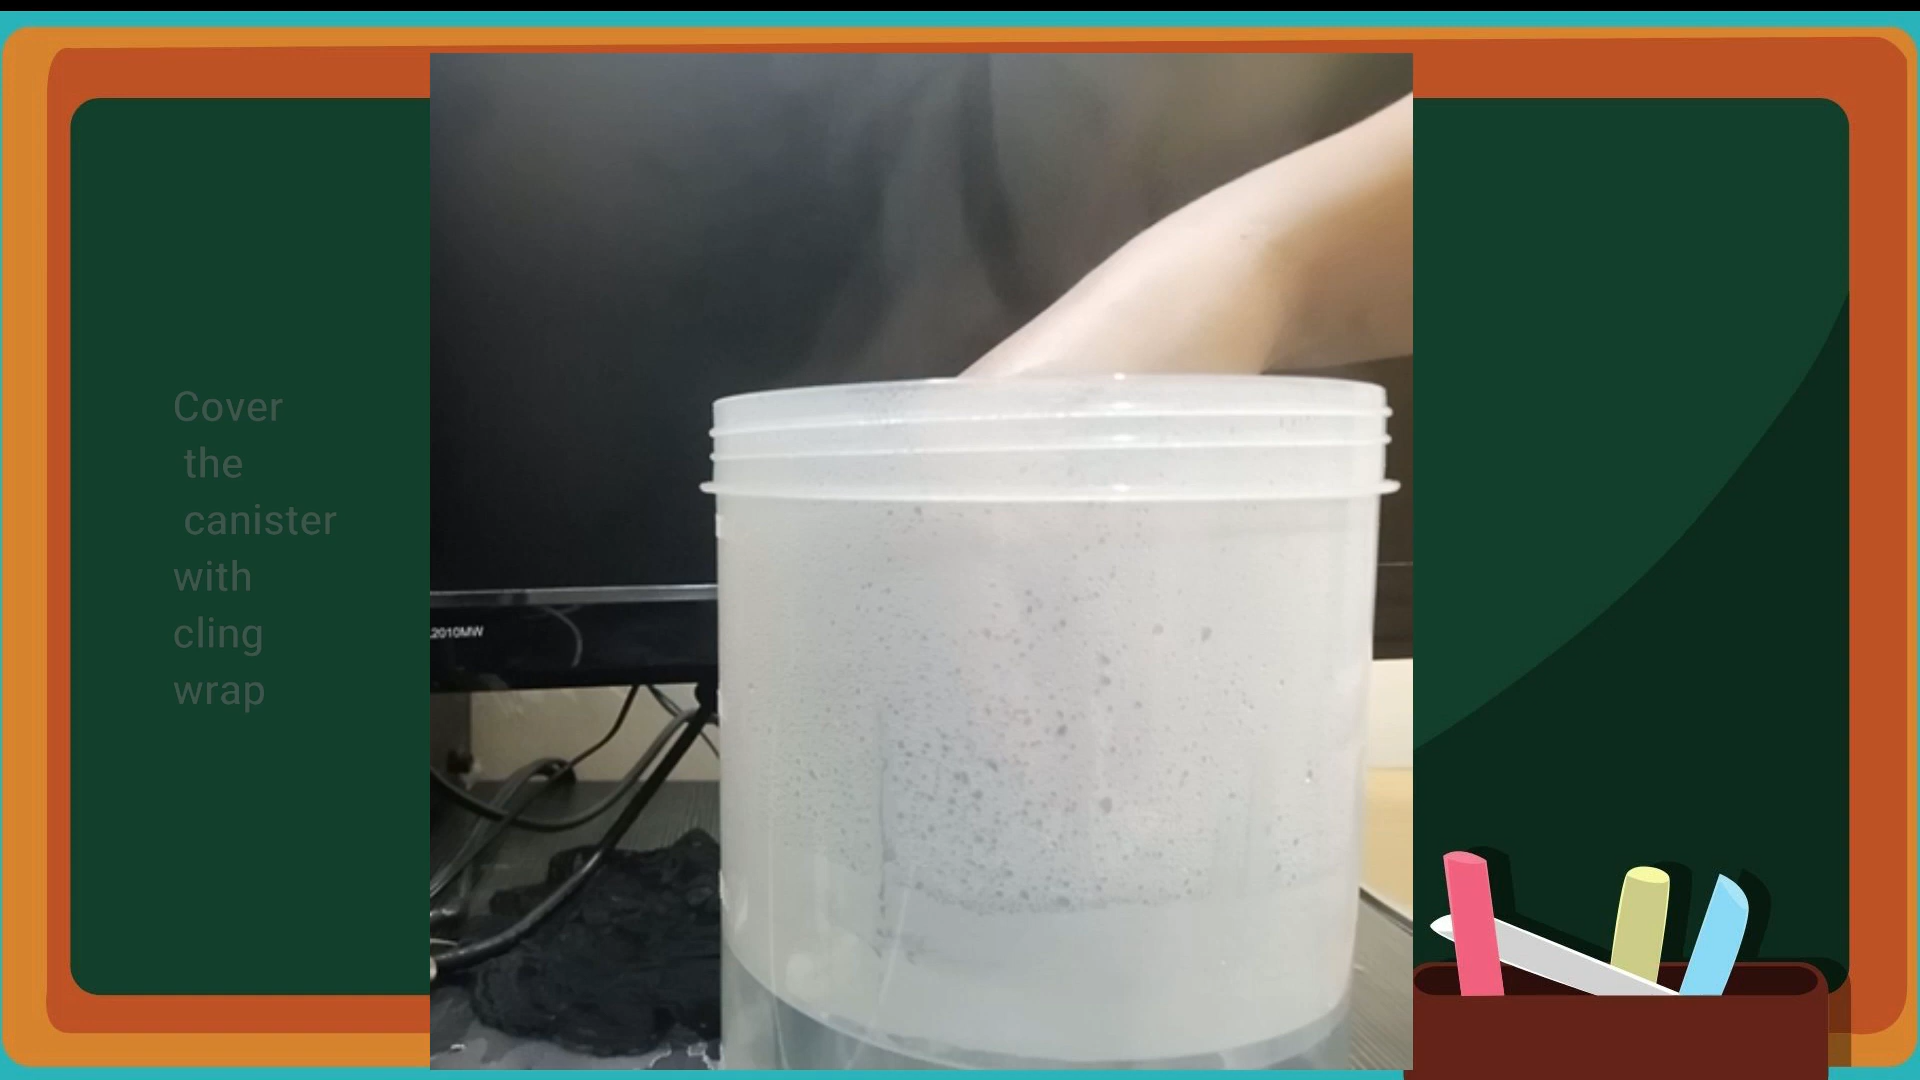 Cover
the
canister
with
cling
wrap
2010MW